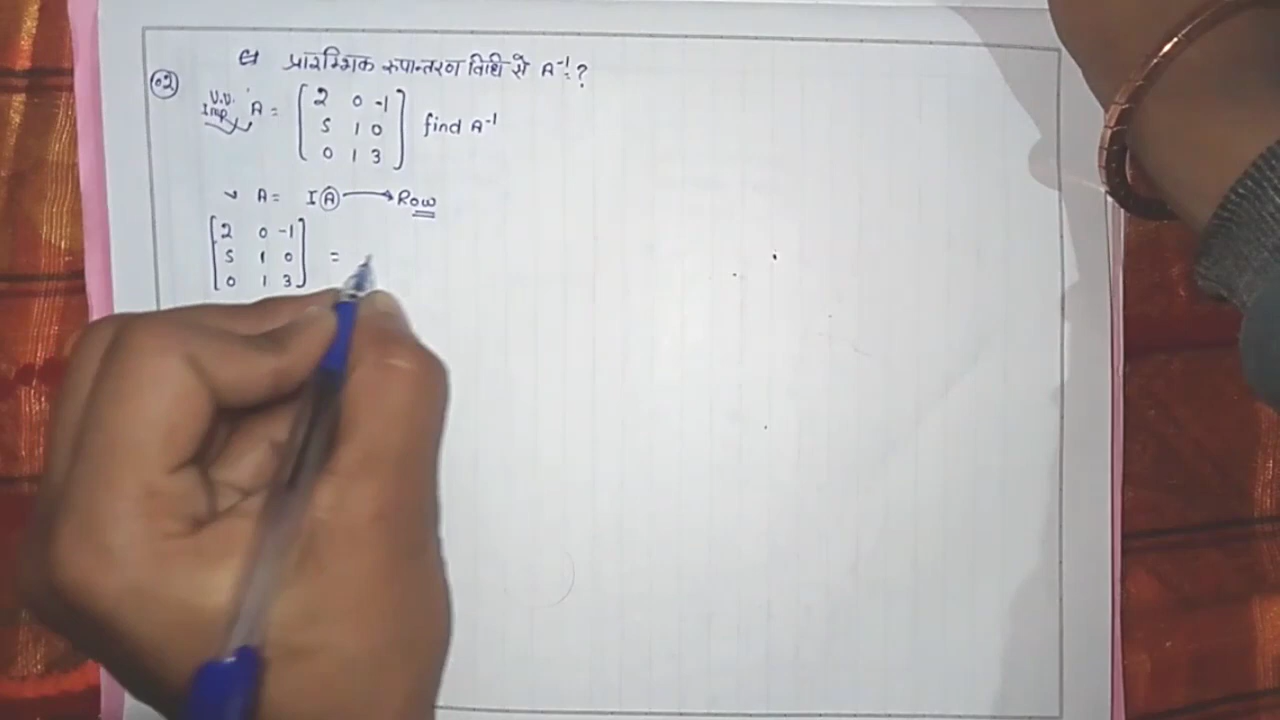 प्रारम्भिक रुपान्तरण विधि से A⁻¹ = ?
02
V.V. Imp A = [ 2 0 -1 ] find A⁻¹
5 1 0
0 1 3
A = IA → Row
[ 2 0 -1 ] =
5 1 0
0 1 3